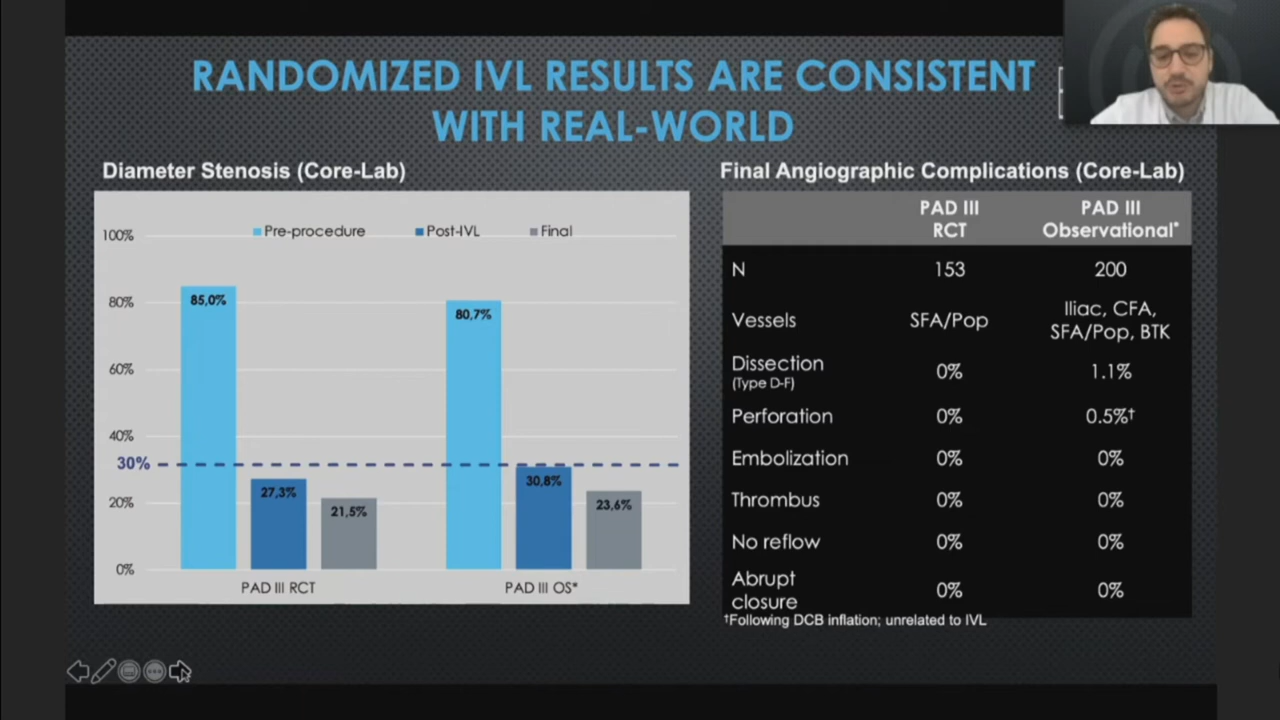 RANDOMIZED IVL RESULTS ARE CONSISTENT
WITH REAL-WORLD
Diameter Stenosis (Core-Lab)
Pre-procedure
Post-IVL
Final
100%
80%
60%
40%
30%
20%
0%
85,0%
27,3%
21,5%
80,7%
30,8%
23,6%
PAD III RCT
PAD III OS*
Final Angiographic Complications (Core-Lab)
PAD III RCT
PAD III Observational*
N 153 200
Vessels SFA/Pop Iliac, CFA, SFA/Pop, BTK
Dissection (Type D-F) 0% 1.1%
Perforation 0% 0.5%†
Embolization 0% 0%
Thrombus 0% 0%
No reflow 0% 0%
Abrupt closure 0% 0%
†Following DCB inflation; unrelated to IVL